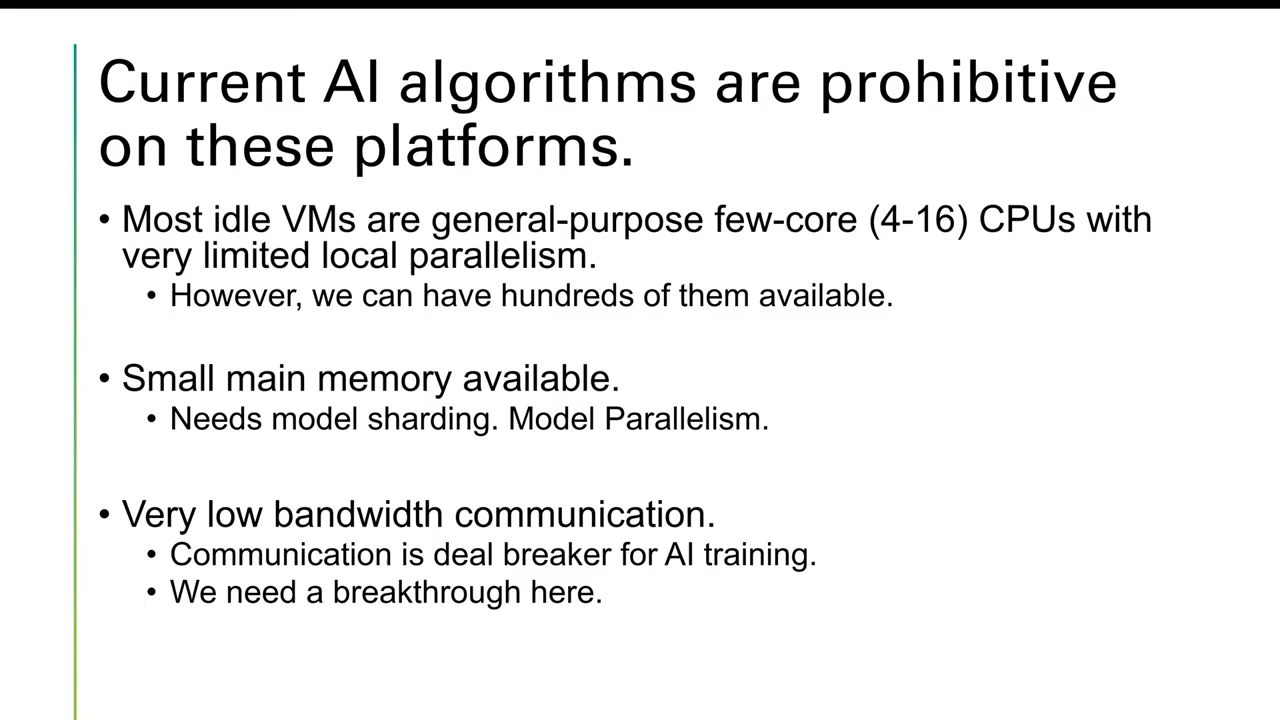 Current AI algorithms are prohibitive
on these platforms.
• Most idle VMs are general-purpose few-core (4-16) CPUs with
very limited local parallelism.
• However, we can have hundreds of them available.
• Small main memory available.
• Needs model sharding. Model Parallelism.
• Very low bandwidth communication.
• Communication is deal breaker for AI training.
• We need a breakthrough here.